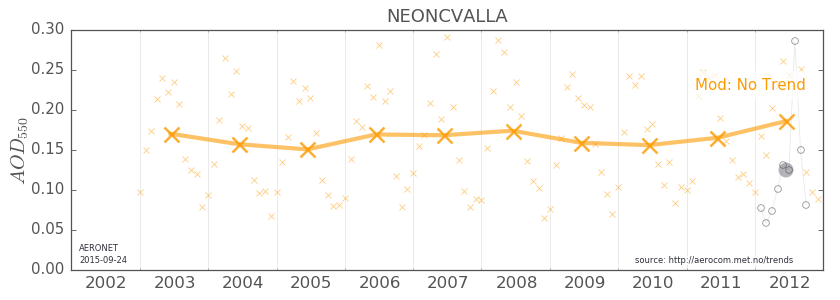 NEONCVALLA
0.30
0.25
0.20
0.15
0.10
0.05
0.00
AOD550
Mod: No Trend
AERONET
2015-09-24
source: http://aerocom.met.no/trends
2002 2003 2004 2005 2006 2007 2008 2009 2010 2011 2012